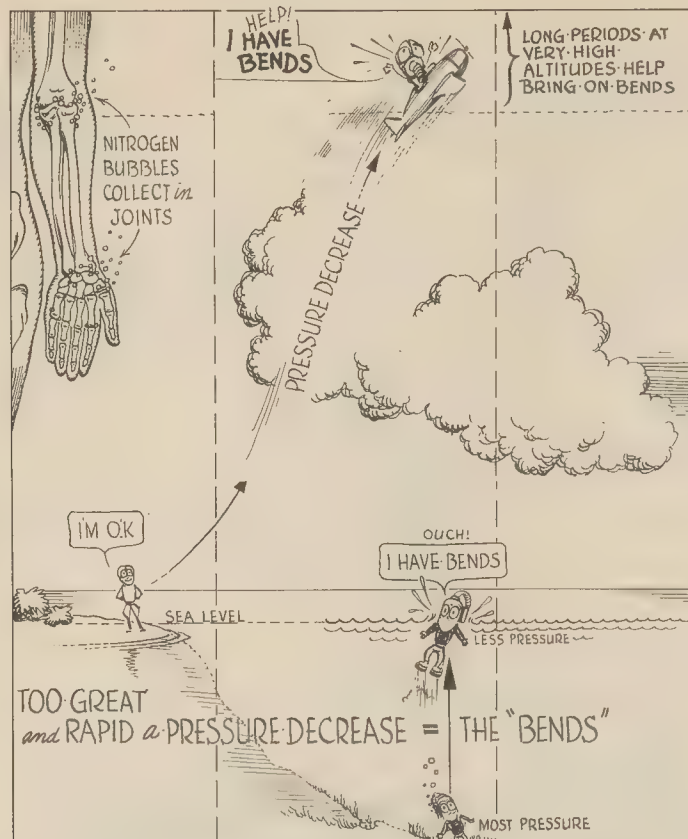 HELP!
I HAVE
BENDS
LONG·PERIODS·AT
VERY·HIGH·
ALTITUDES·HELP
BRING·ON·BENDS
NITROGEN
BUBBLES
COLLECT in
JOINTS
PRESSURE DECREASE
I'M O.K
OUCH!
I HAVE·BENDS
SEA LEVEL
LESS PRESSURE
TOO·GREAT
and RAPID a·PRESSURE·DECREASE = THE "BENDS"
MOST PRESSURE